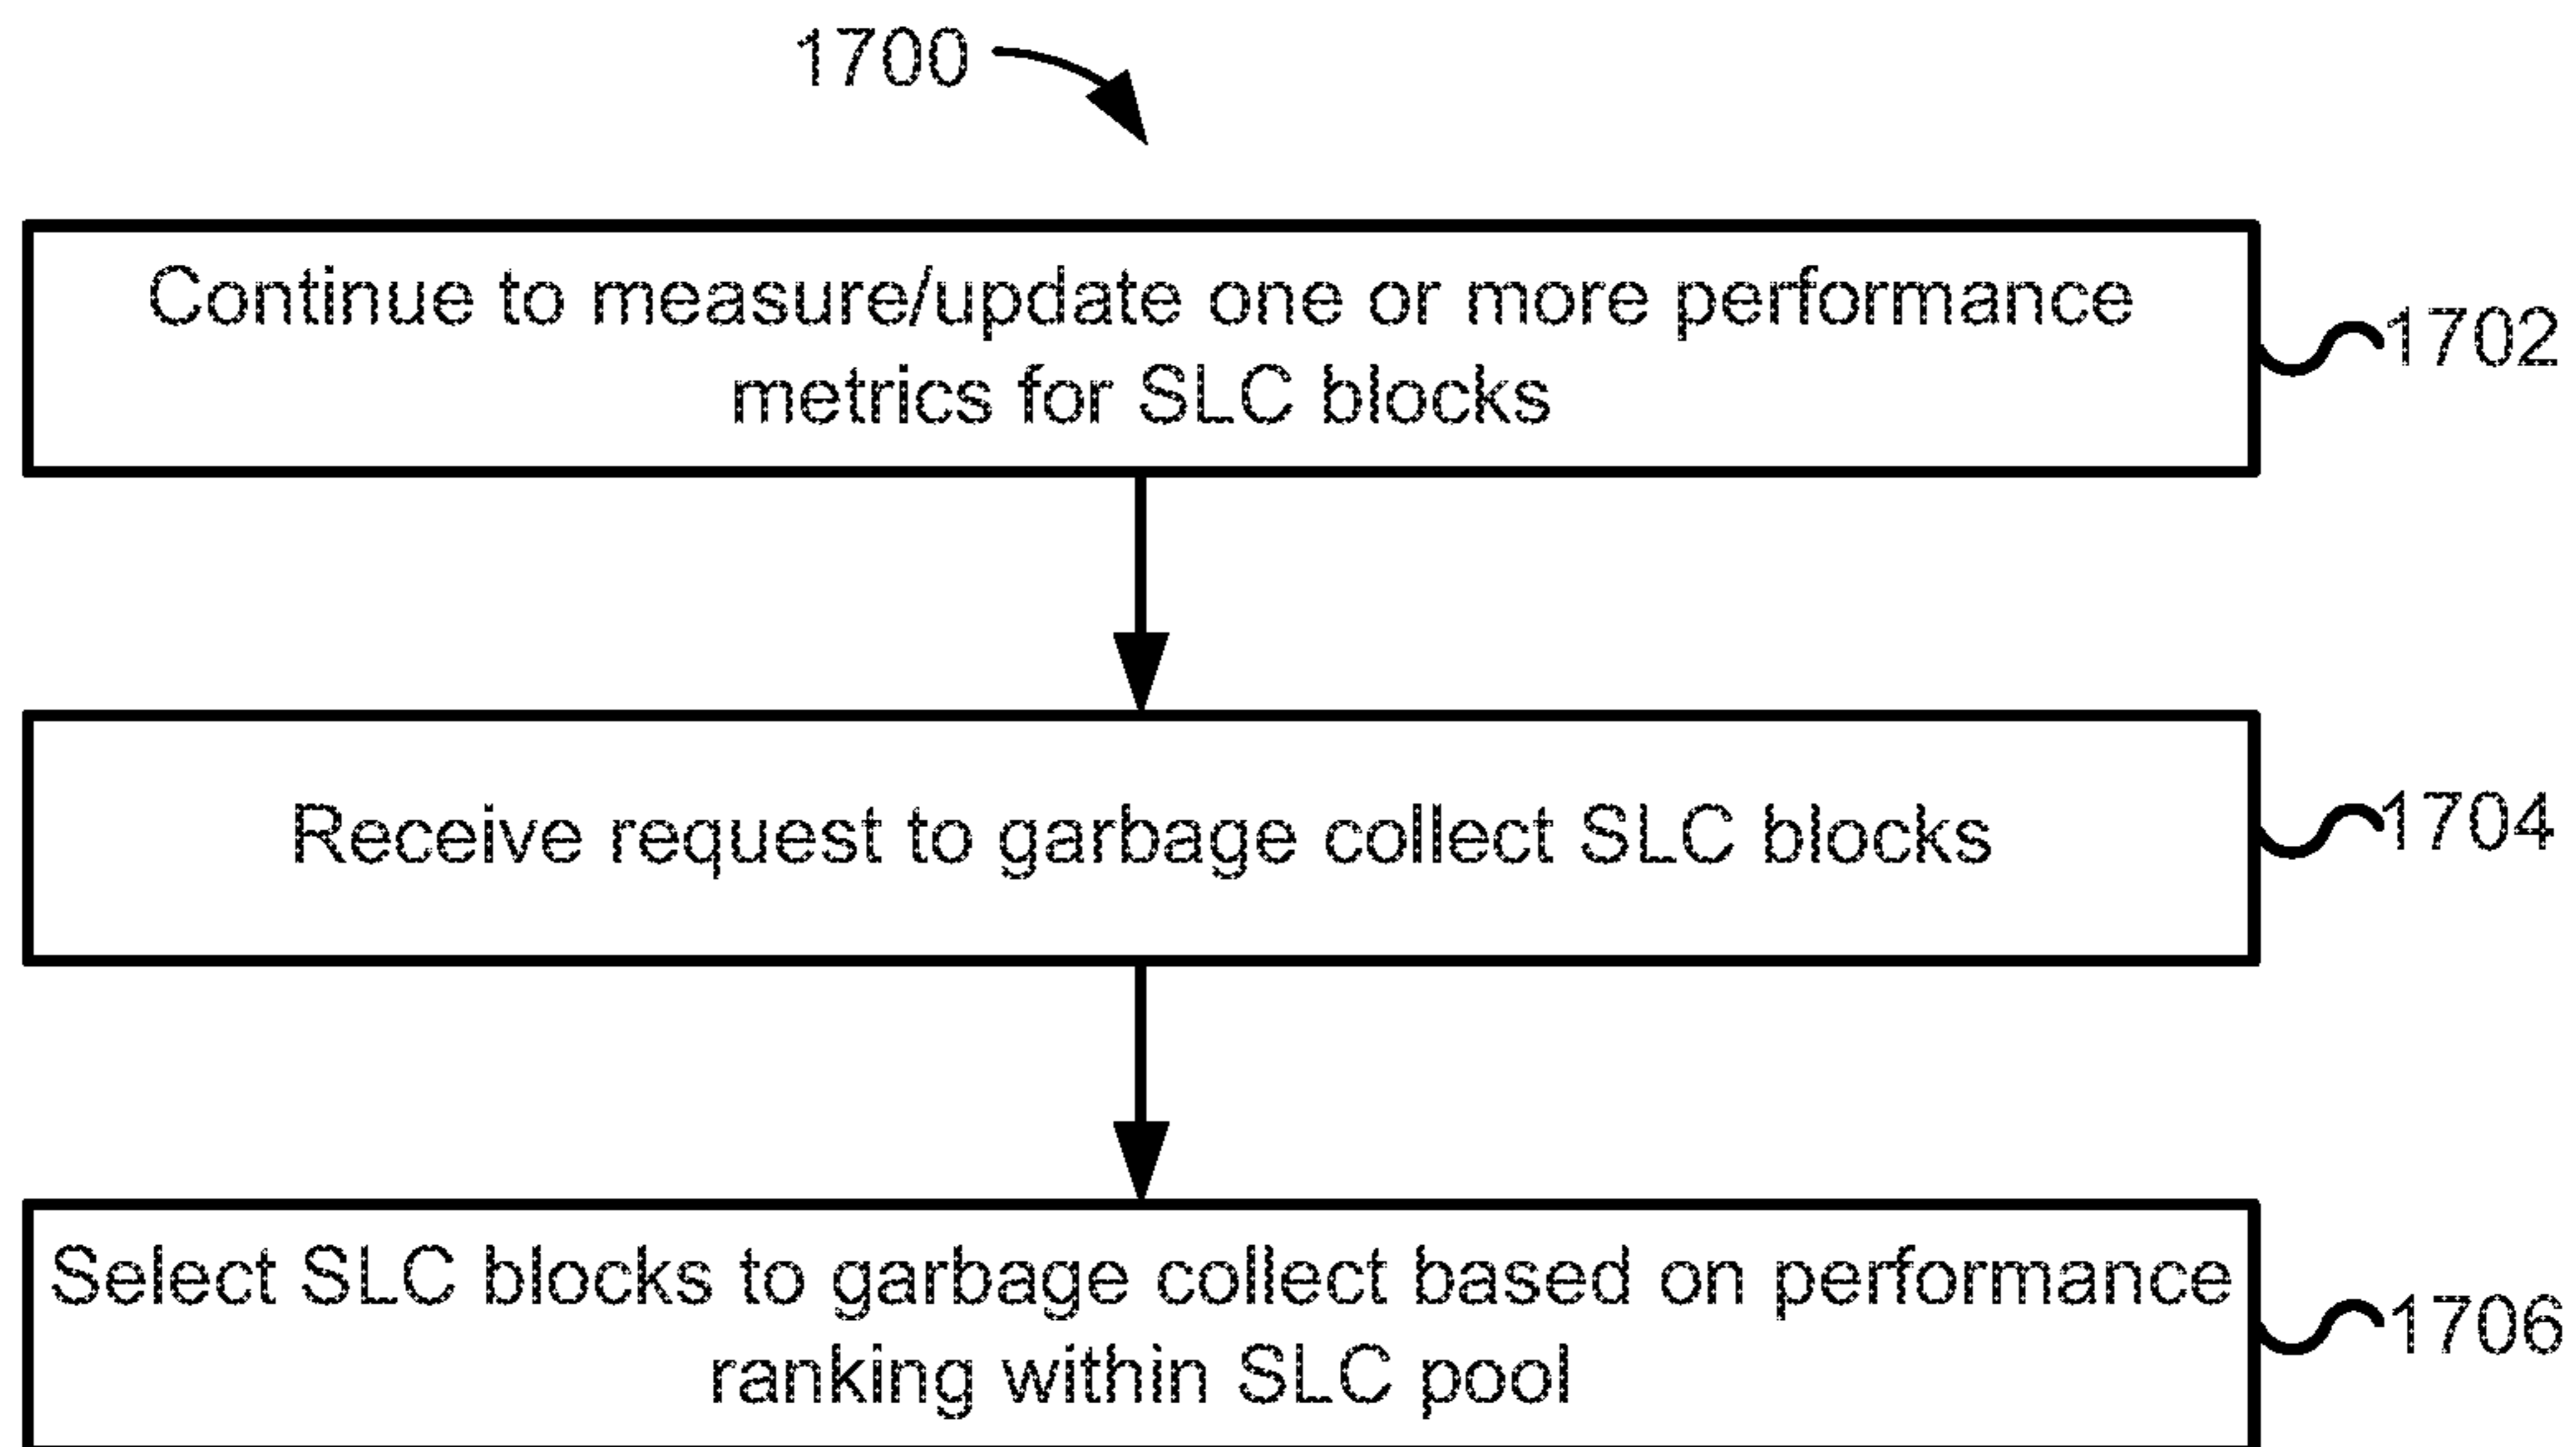 1700
Continue to measure/update one or more performance
metrics for SLC blocks
1702
Receive request to garbage collect SLC blocks
1704
Select SLC blocks to garbage collect based on performance
ranking within SLC pool
1706